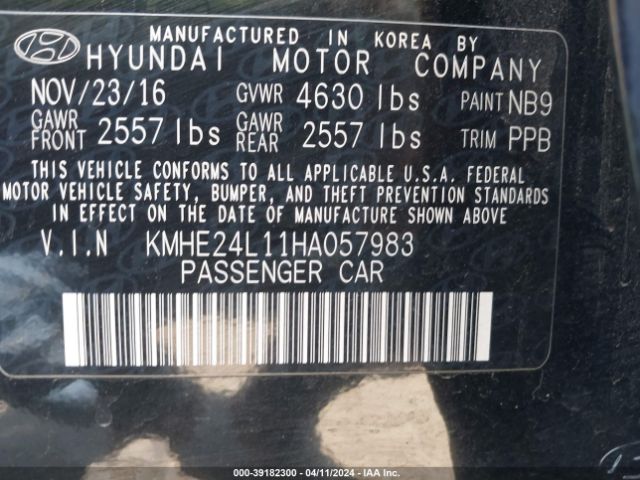 MANUFACTURED IN KOREA BY
HYUNDAI MOTOR COMPANY
NOV/23/16 GVWR 4630 lbs PAINT NB9
GAWR FRONT 2557 lbs GAWR REAR 2557 lbs TRIM PPB
THIS VEHICLE CONFORMS TO ALL APPLICABLE U.S.A. FEDERAL
MOTOR VEHICLE SAFETY, BUMPER, AND THEFT PREVENTION STANDARDS
IN EFFECT ON THE DATE OF MANUFACTURE SHOWN ABOVE
V.I.N KMHE24L11HA057983
PASSENGER CAR
000-39182300 - 04/11/2024 - IAA Inc.